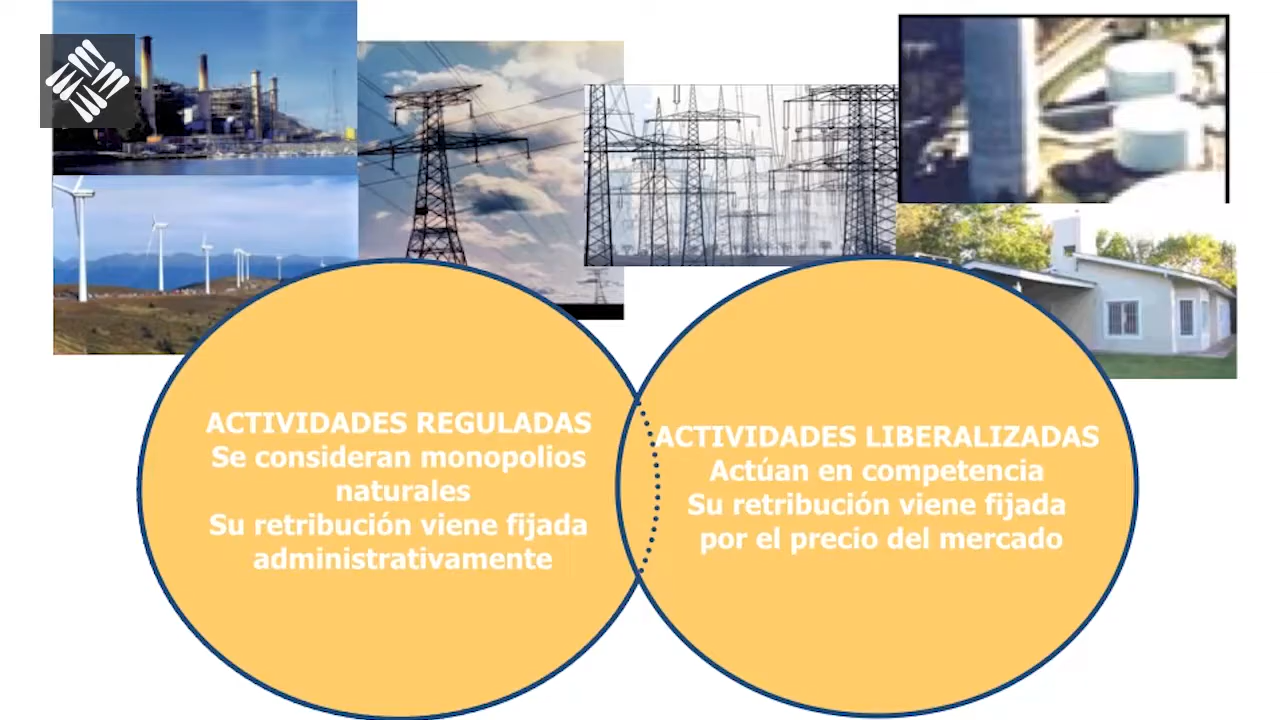 ACTIVIDADES REGULADAS
Se consideran monopolios
naturales
Su retribución viene fijada
administrativamente
ACTIVIDADES LIBERALIZADAS
Actúan en competencia
Su retribución viene fijada
por el precio del mercado